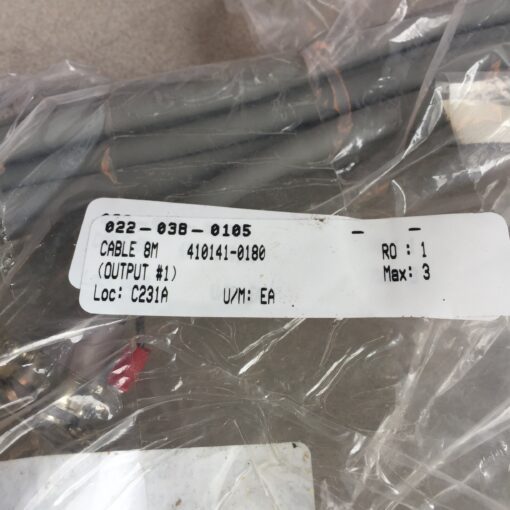 022-038-0105 - -
CABLE 8M 410141-0180 RO : 1
(OUTPUT #1) Max: 3
Loc: C231A U/M: EA